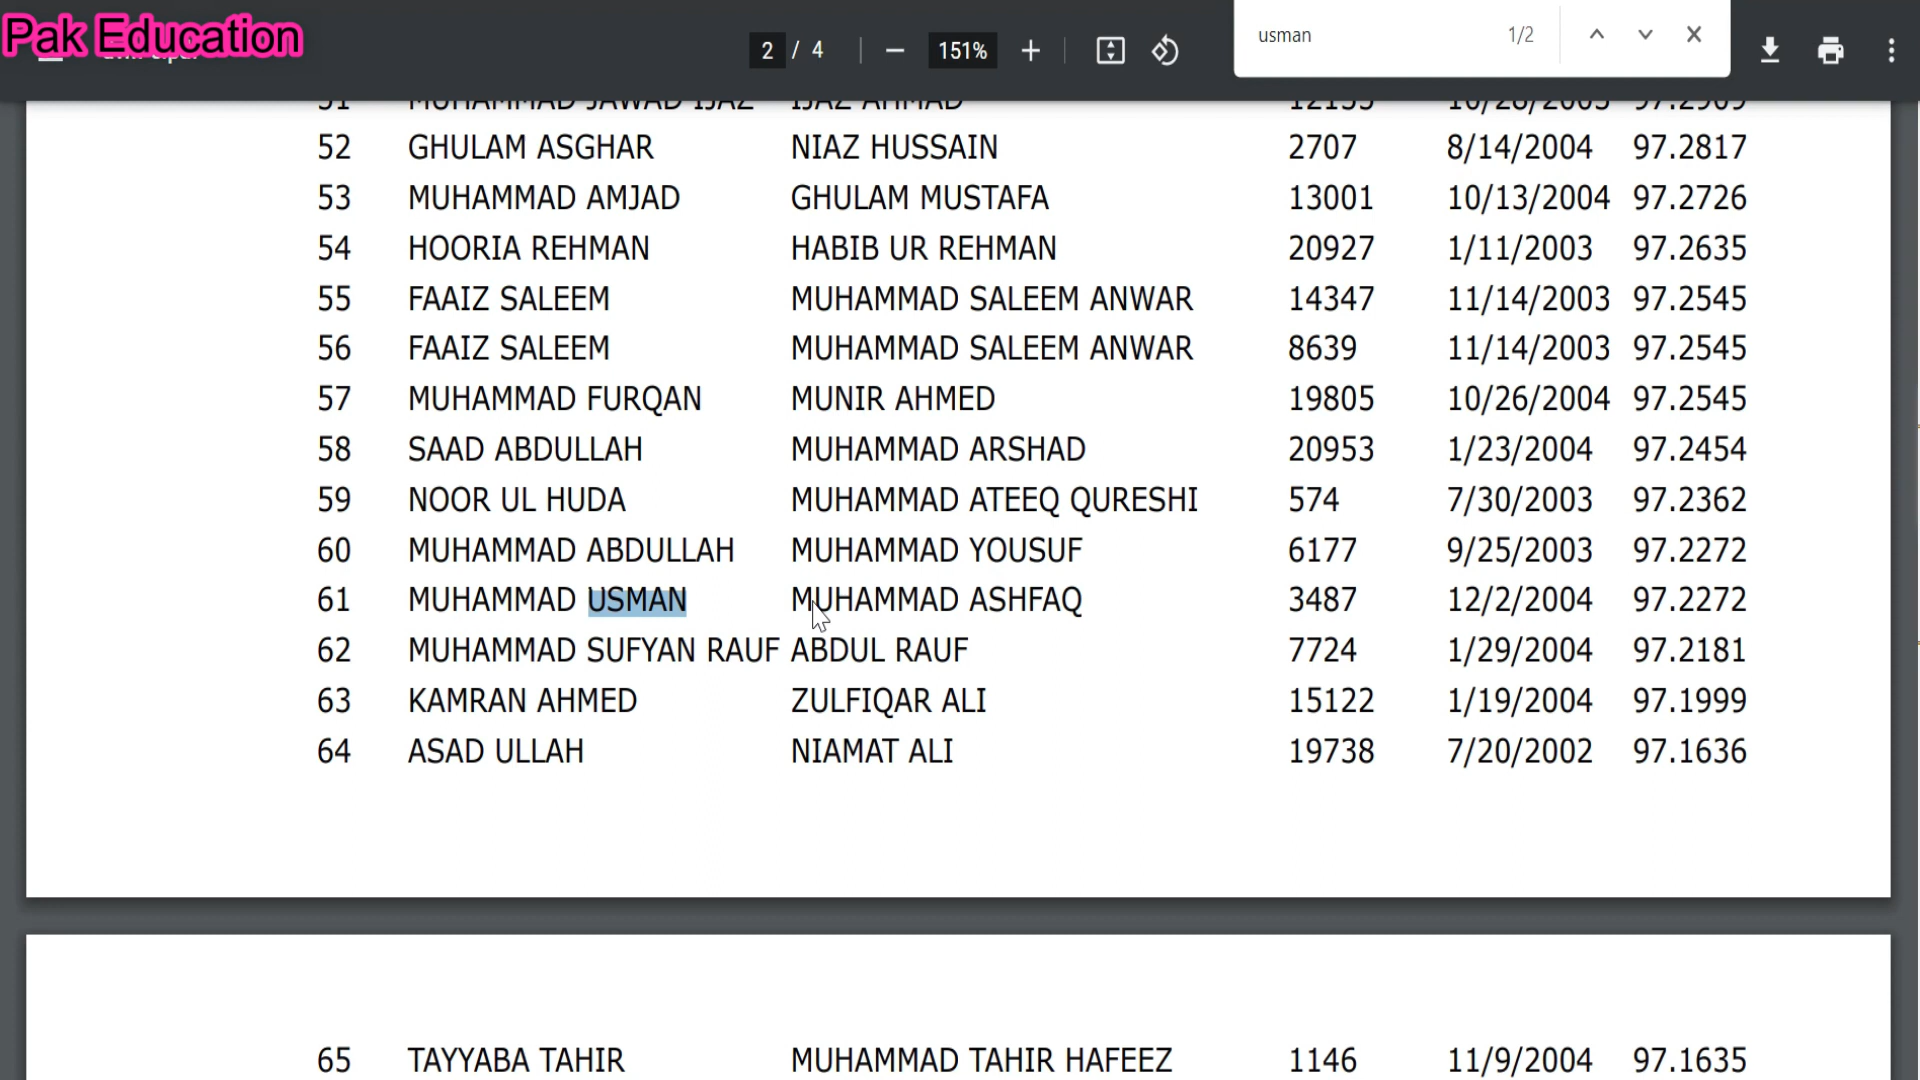 Pak Education
2 / 4
151%
usman
1/2
52 GHULAM ASGHAR NIAZ HUSSAIN 2707 8/14/2004 97.2817
53 MUHAMMAD AMJAD GHULAM MUSTAFA 13001 10/13/2004 97.2726
54 HOORIA REHMAN HABIB UR REHMAN 20927 1/11/2003 97.2635
55 FAAIZ SALEEM MUHAMMAD SALEEM ANWAR 14347 11/14/2003 97.2545
56 FAAIZ SALEEM MUHAMMAD SALEEM ANWAR 8639 11/14/2003 97.2545
57 MUHAMMAD FURQAN MUNIR AHMED 19805 10/26/2004 97.2545
58 SAAD ABDULLAH MUHAMMAD ARSHAD 20953 1/23/2004 97.2454
59 NOOR UL HUDA MUHAMMAD ATEEQ QURESHI 574 7/30/2003 97.2362
60 MUHAMMAD ABDULLAH MUHAMMAD YOUSUF 6177 9/25/2003 97.2272
61 MUHAMMAD USMAN MUHAMMAD ASHFAQ 3487 12/2/2004 97.2272
62 MUHAMMAD SUFYAN RAUF ABDUL RAUF 7724 1/29/2004 97.2181
63 KAMRAN AHMED ZULFIQAR ALI 15122 1/19/2004 97.1999
64 ASAD ULLAH NIAMAT ALI 19738 7/20/2002 97.1636
65 TAYYABA TAHIR MUHAMMAD TAHIR HAFEEZ 1146 11/9/2004 97.1635